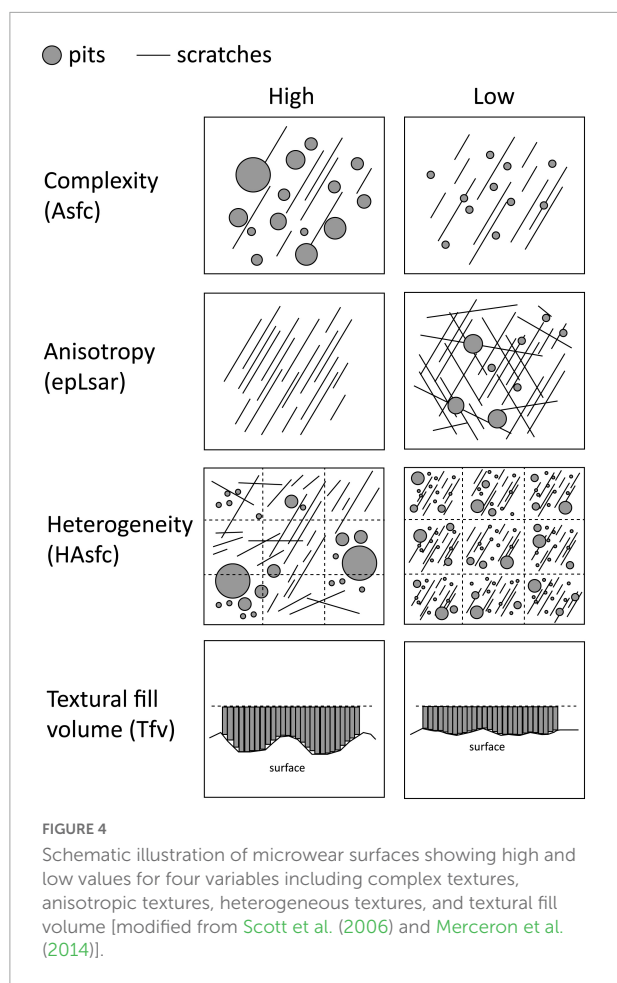 pits scratches
High Low
Complexity
(Asfc)
Anisotropy
(epLsar)
Heterogeneity
(HAsfc)
Textural fill
volume (Tfv)
surface
surface
FIGURE 4
Schematic illustration of microwear surfaces showing high and
low values for four variables including complex textures,
anisotropic textures, heterogeneous textures, and textural fill
volume [modified from Scott et al. (2006) and Merceron et al.
(2014)].